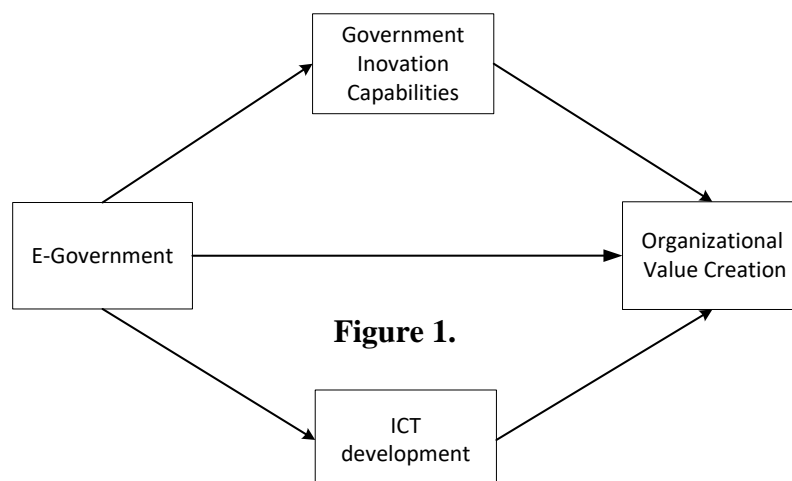 Government
Inovation
Capabilities
E-Government
Organizational
Value Creation
Figure 1.
ICT
development